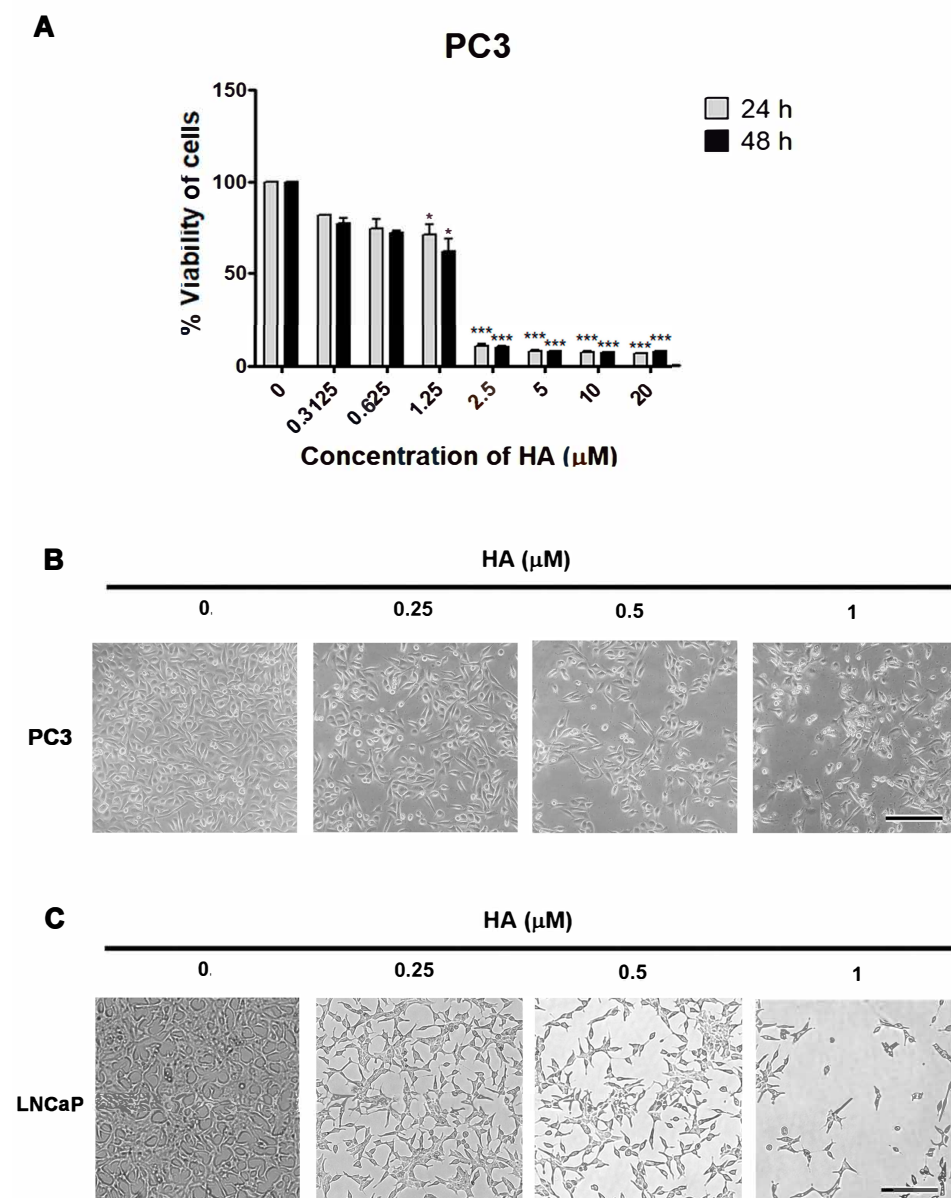 A
PC3
150
100
50
0
% Viability of cells
24 h
48 h
*
*
***
***
***
***
***
***
***
***
0
0.3125
0.625
1.25
2.5
5
10
20
Concentration of HA (μM)
B
HA (μM)
0.
0.25
0.5
1
PC3
C
HA (μM)
0.
0.25
0.5
1
LNCaP